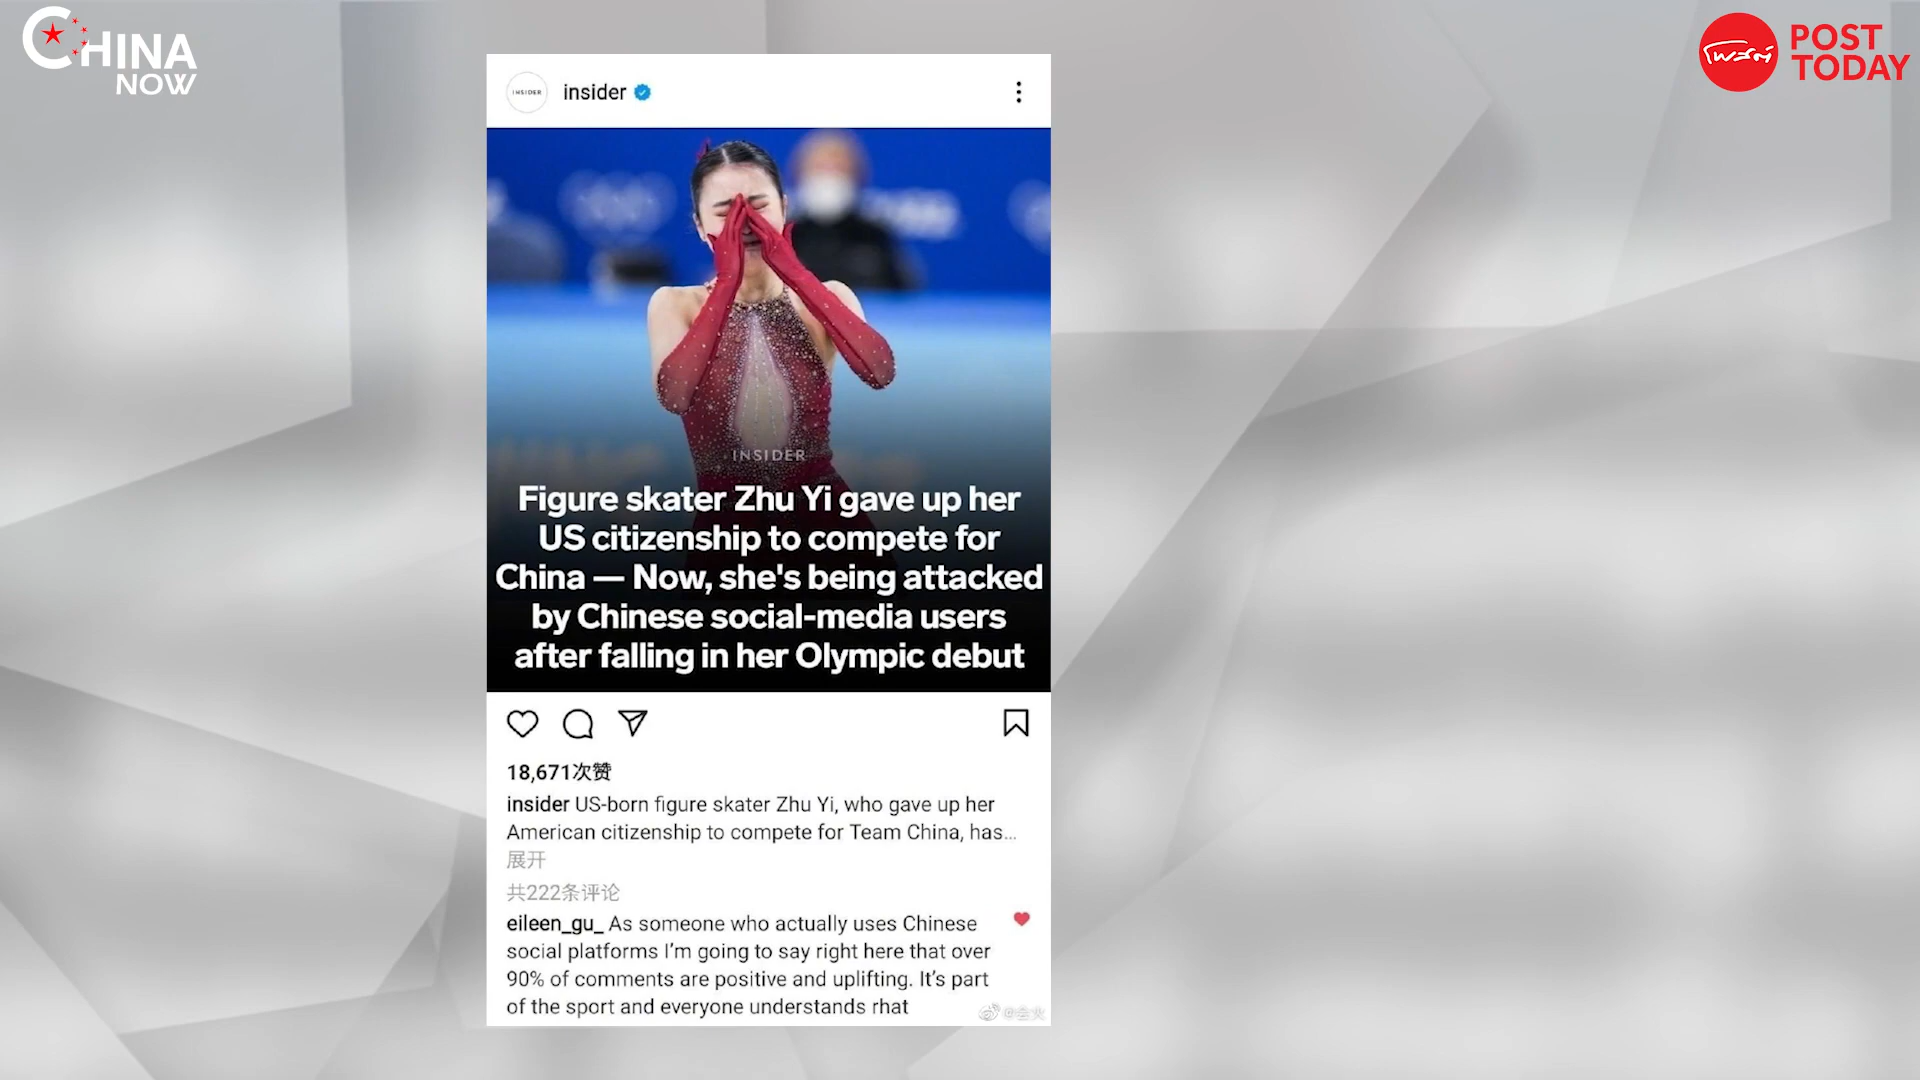 CHINA
NOW
โพสต์
POST
TODAY
INSIDER
insider
INSIDER
Figure skater Zhu Yi gave up her
US citizenship to compete for
China — Now, she's being attacked
by Chinese social-media users
after falling in her Olympic debut
18,671次赞
insider US-born figure skater Zhu Yi, who gave up her
American citizenship to compete for Team China, has...
展开
共222条评论
eileen_gu_ As someone who actually uses Chinese
social platforms I'm going to say right here that over
90% of comments are positive and uplifting. It's part
of the sport and everyone understands rhat